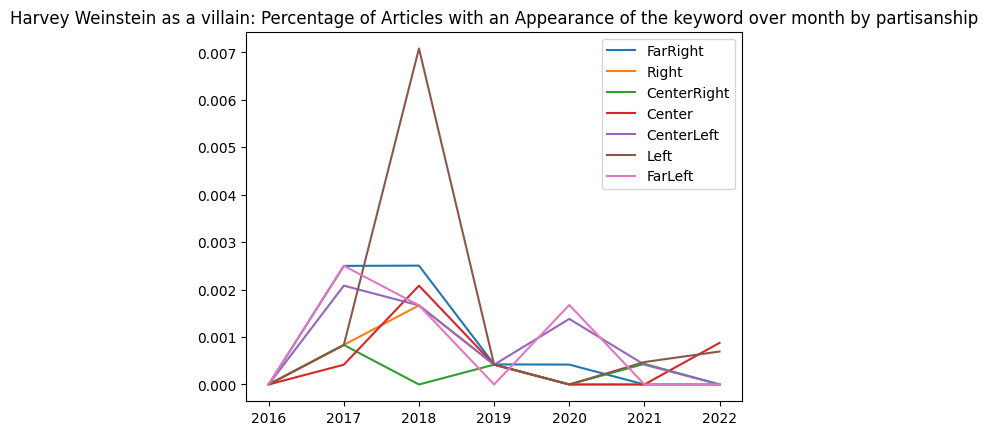 Harvey Weinstein as a villain: Percentage of Articles with an Appearance of the keyword over month by partisanship
0.007
0.006
0.005
0.004
0.003
0.002
0.001
0.000
FarRight
Right
CenterRight
Center
CenterLeft
Left
FarLeft
2016 2017 2018 2019 2020 2021 2022